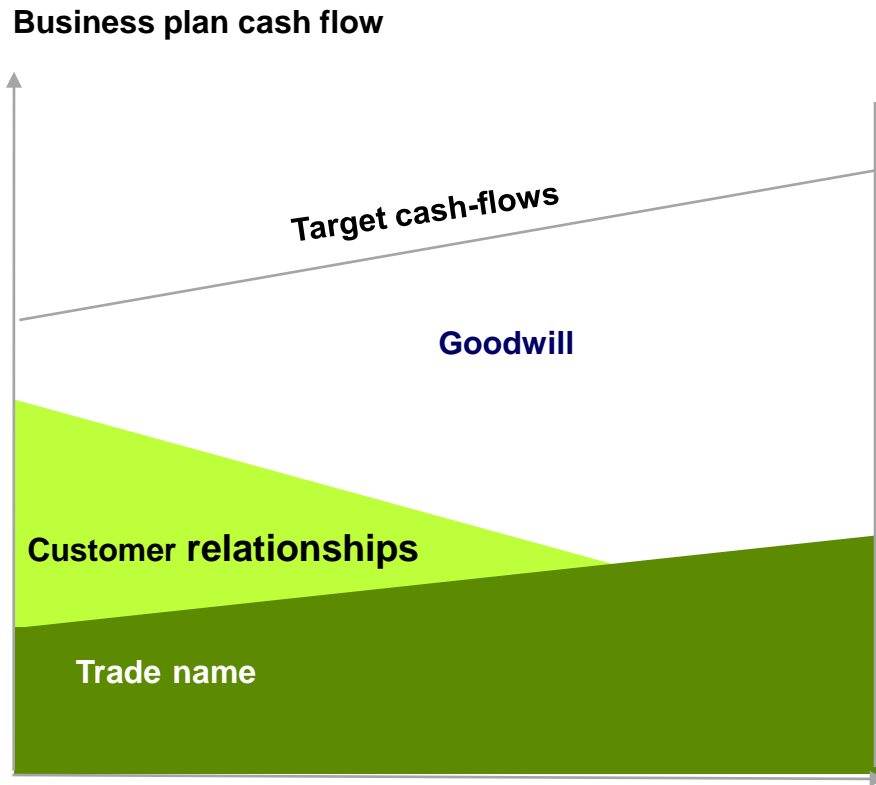 Business plan cash flow
Target cash-flows
Goodwill
Customer relationships
Trade name